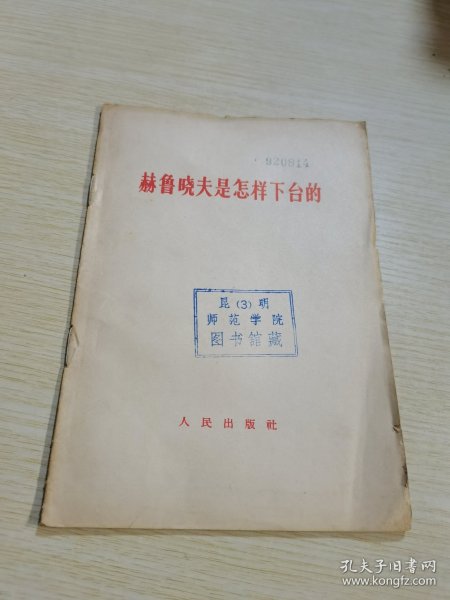 920814
赫鲁晓夫是怎样下台的
昆(3)明
师范学院
图书馆藏
人民出版社
孔夫子旧书网
www.kongfz.com